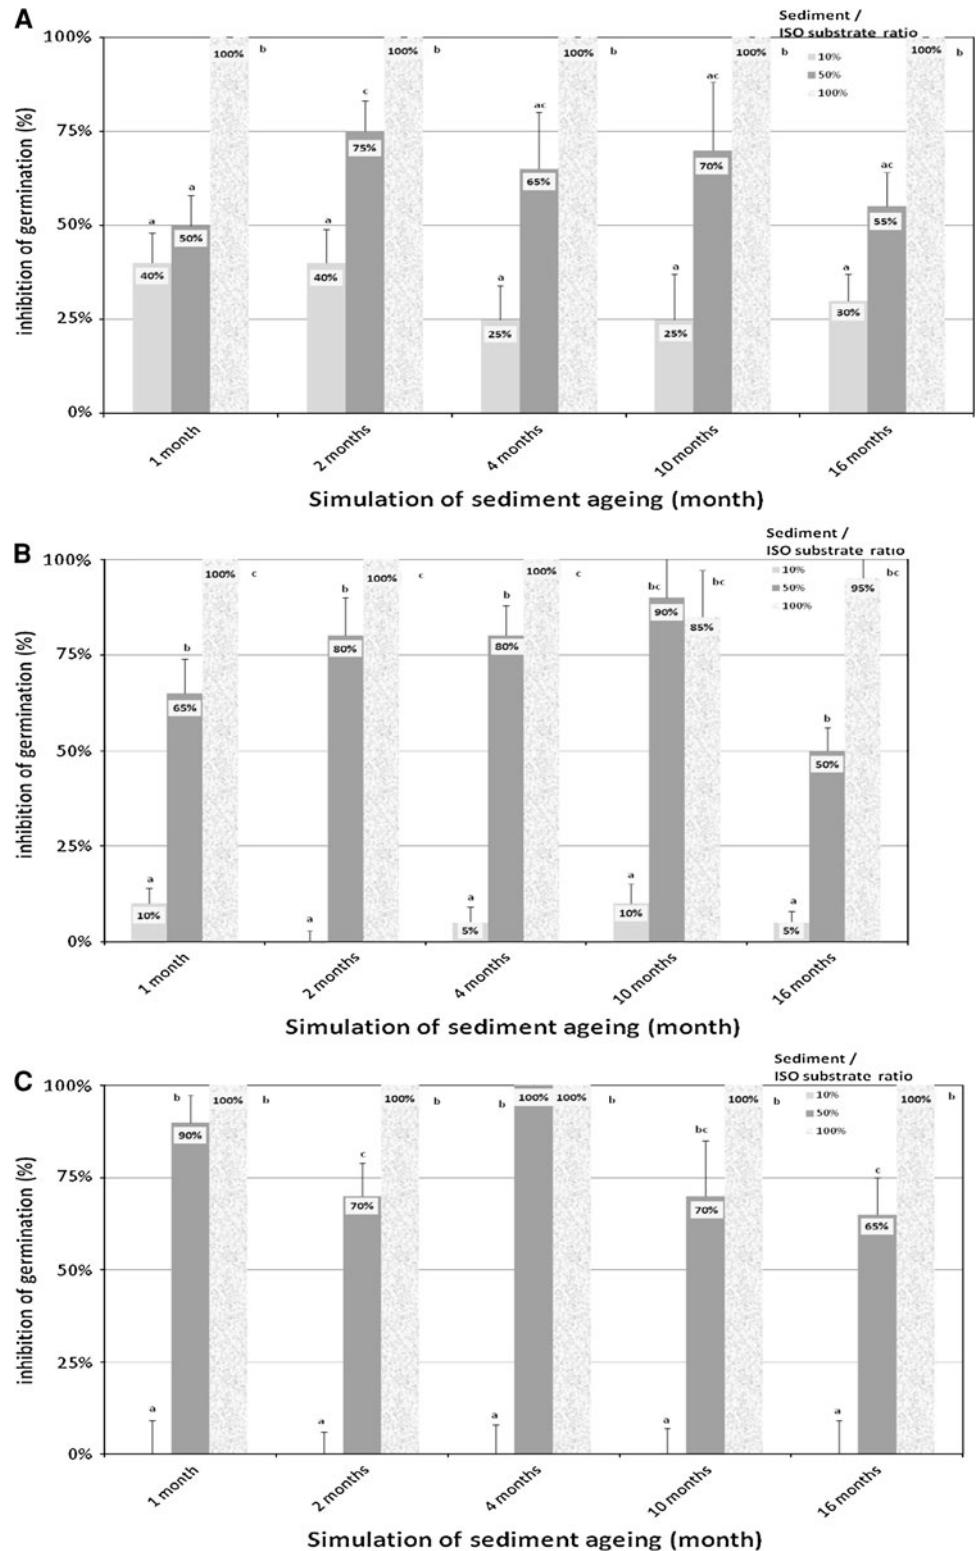 A
Sediment /
ISO substrate ratio
10%
50%
100%
inhibition of germination (%)
100%
75%
50%
25%
0%
40%
a
50%
a
100%
b
40%
a
75%
c
100%
b
25%
a
65%
ac
100%
b
25%
a
70%
ac
100%
b
30%
a
55%
ac
100%
b
1 month
2 months
4 months
10 months
16 months
Simulation of sediment ageing (month)
B
Sediment /
ISO substrate ratio
10%
50%
100%
inhibition of germination (%)
100%
75%
50%
25%
0%
10%
a
65%
b
100%
c
a
80%
b
100%
c
5%
a
80%
b
100%
c
10%
a
90%
bc
85%
bc
5%
a
50%
b
95%
bc
1 month
2 months
4 months
10 months
16 months
Simulation of sediment ageing (month)
C
Sediment /
ISO substrate ratio
10%
50%
100%
inhibition of germination (%)
100%
75%
50%
25%
0%
a
90%
b
100%
b
a
70%
c
100%
b
a
100%
b
100%
b
a
70%
bc
100%
b
a
65%
c
100%
b
1 month
2 months
4 months
10 months
16 months
Simulation of sediment ageing (month)